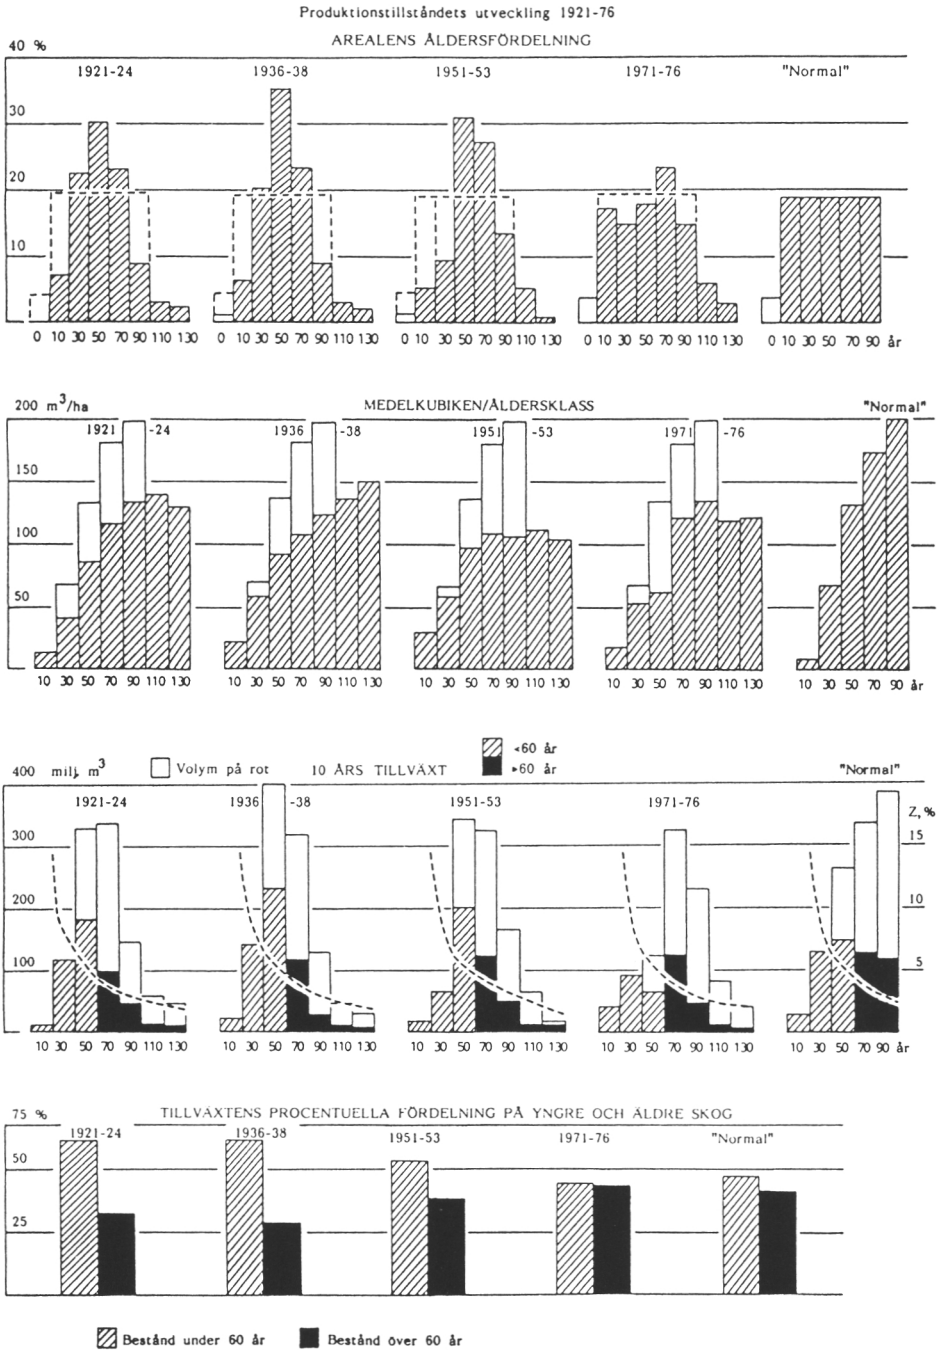 Produktionstillståndets utveckling 1921-76
AREALENS ÅLDERSFÖRDELNING
40 %
1921-24 1936-38 1951-53 1971-76 "Normal"
30
20
10
0 10 30 50 70 90 110 130 0 10 30 50 70 90 110 130 0 10 30 50 70 90 110 130 0 10 30 50 70 90 110 130 0 10 30 50 70 90 år
200 m³/ha MEDELKUBIKEN/ÅLDERSKLASS "Normal"
1921 -24 1936 -38 1951 -53 1971 -76
150
100
50
10 30 50 70 90 110 130 10 30 50 70 90 110 130 10 30 50 70 90 110 130 10 30 50 70 90 110 130 10 30 50 70 90 år
<60 år
400 milj. m³ Volym på rot 10 ÅRS TILLVÄXT >60 år "Normal"
1921-24 1936 -38 1951-53 1971-76 Z, %
300 15
200 10
100 5
10 30 50 70 90 110 130 10 30 50 70 90 110 130 10 30 50 70 90 110 130 10 30 50 70 90 110 130 10 30 50 70 90 år
75 % TILLVÄXTENS PROCENTUELLA FÖRDELNING PÅ YNGRE OCH ÄLDRE SKOG
1921-24 1936-38 1951-53 1971-76 "Normal"
50
25
Bestånd under 60 år Bestånd över 60 år